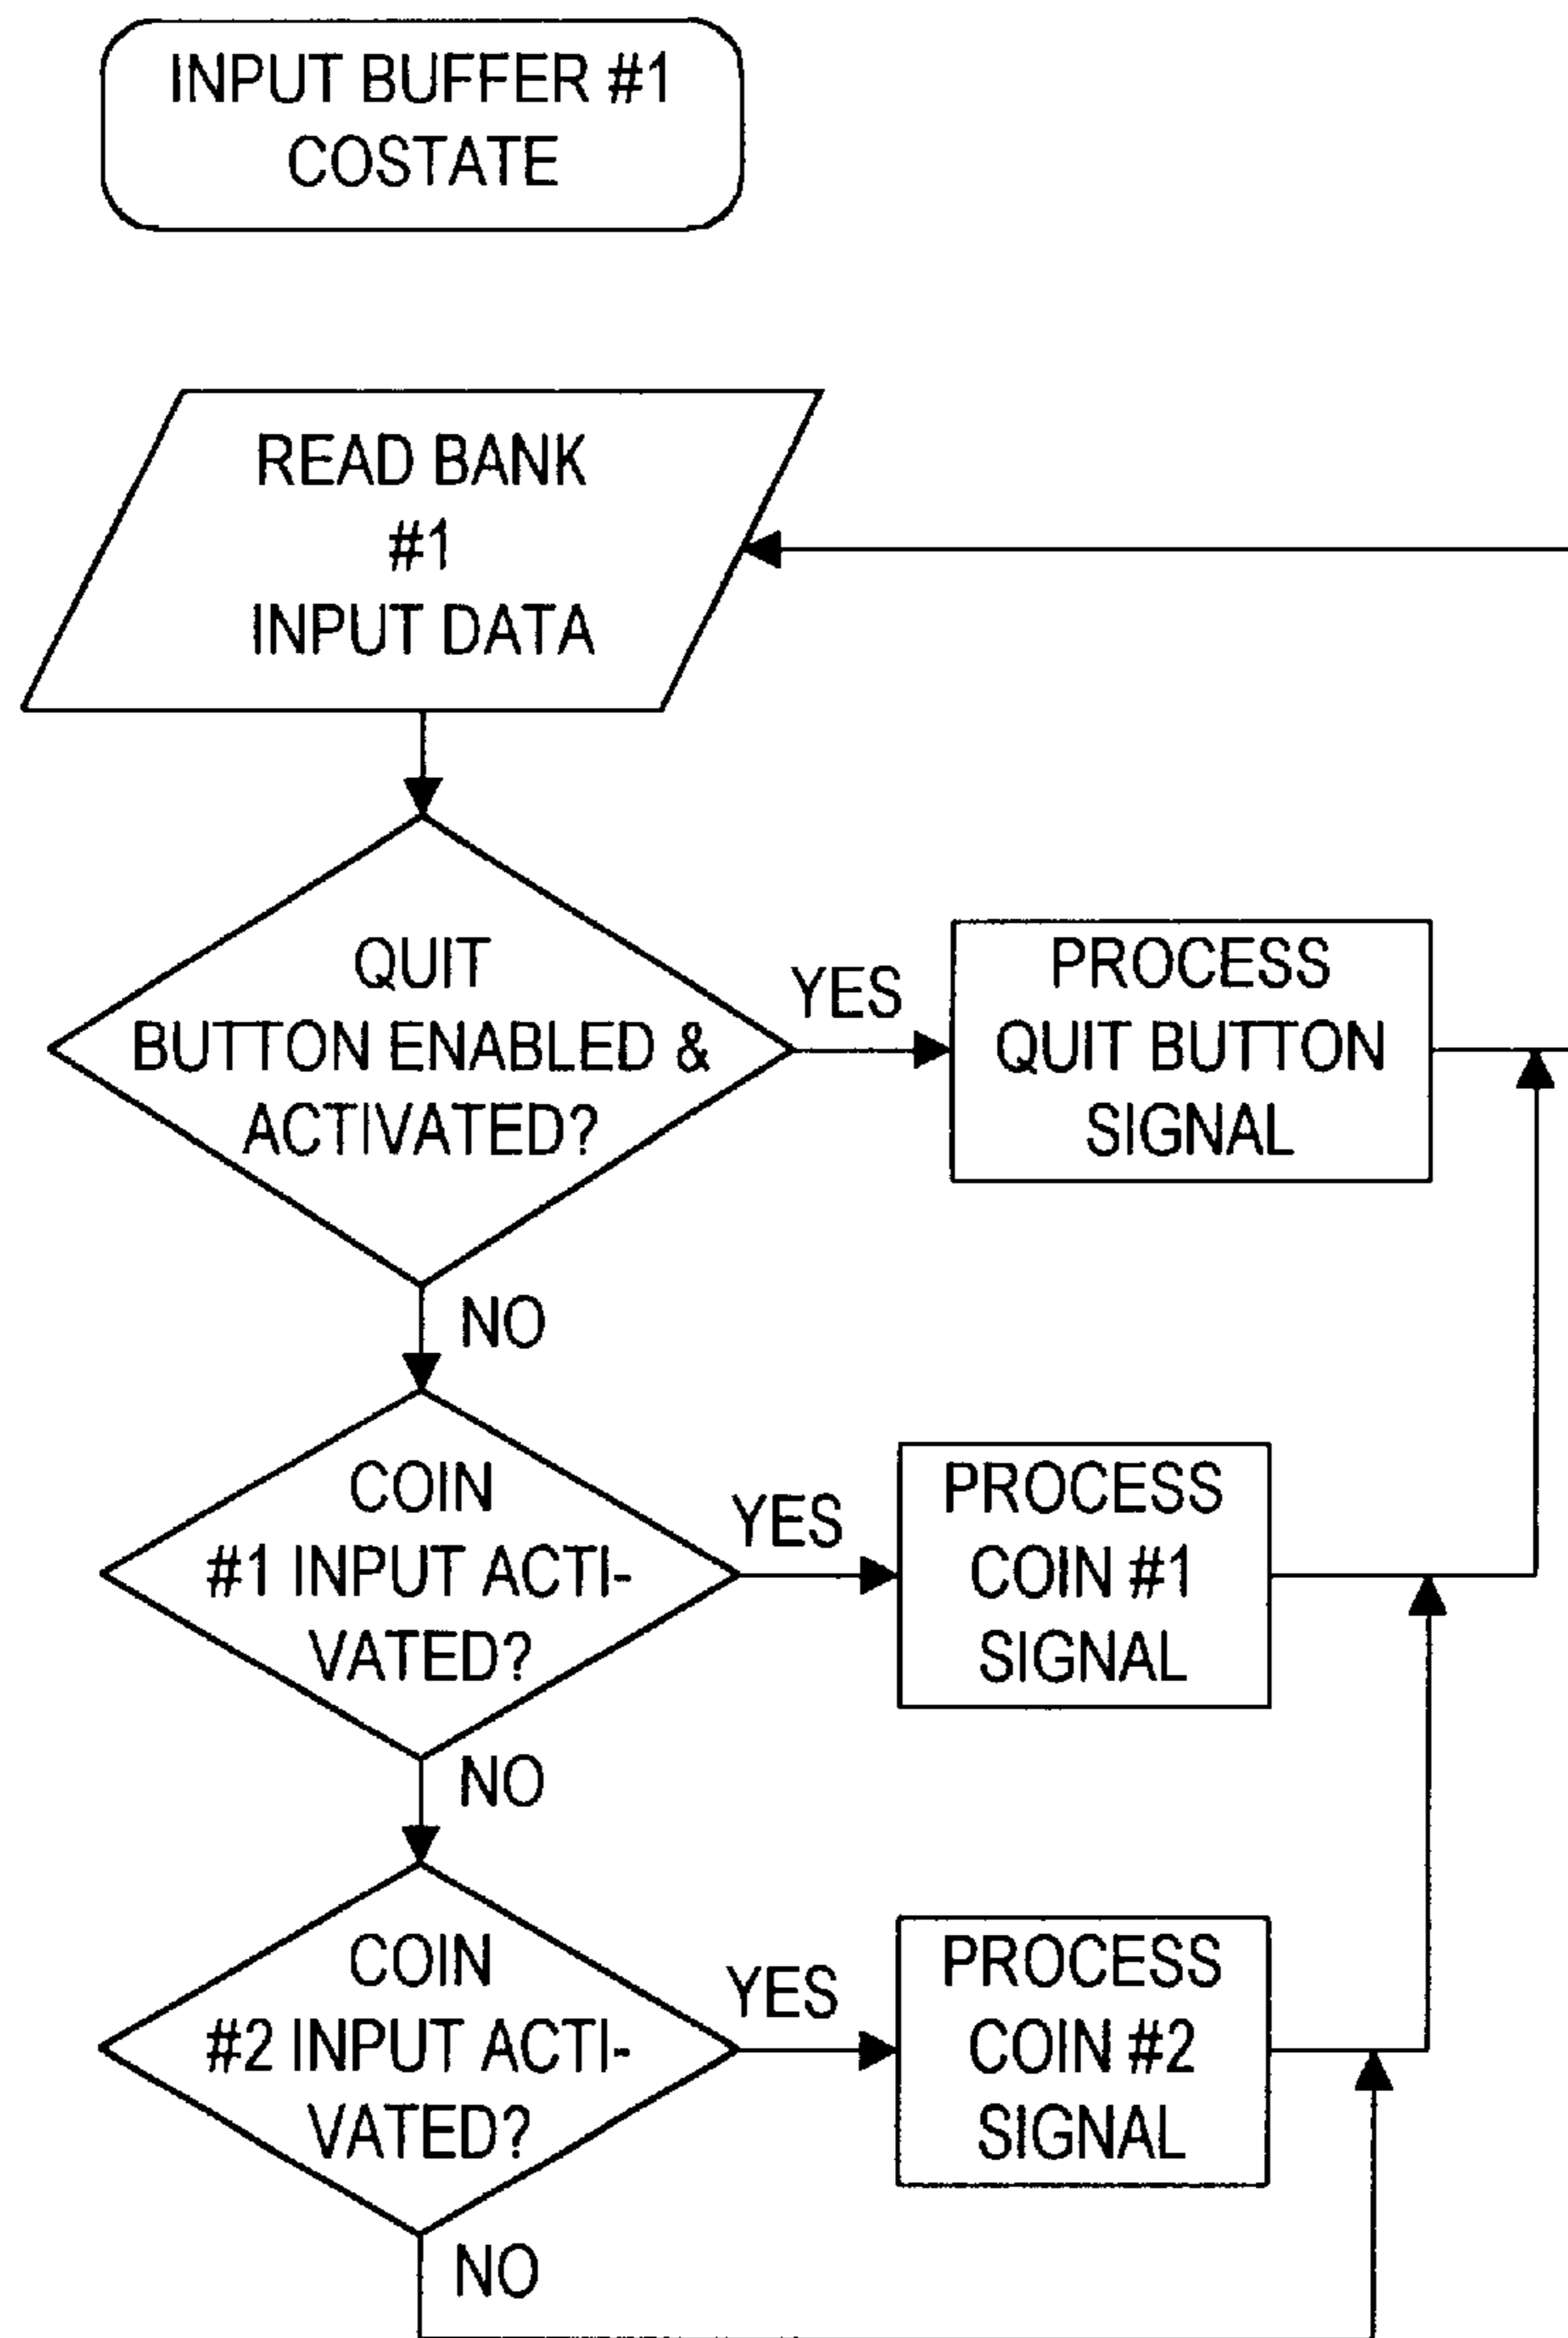 INPUT BUFFER #1
COSTATE
READ BANK
#1
INPUT DATA
QUIT
BUTTON ENABLED &
ACTIVATED?
YES
PROCESS
QUIT BUTTON
SIGNAL
NO
COIN
#1 INPUT ACTI-
VATED?
YES
PROCESS
COIN #1
SIGNAL
NO
COIN
#2 INPUT ACTI-
VATED?
YES
PROCESS
COIN #2
SIGNAL
NO